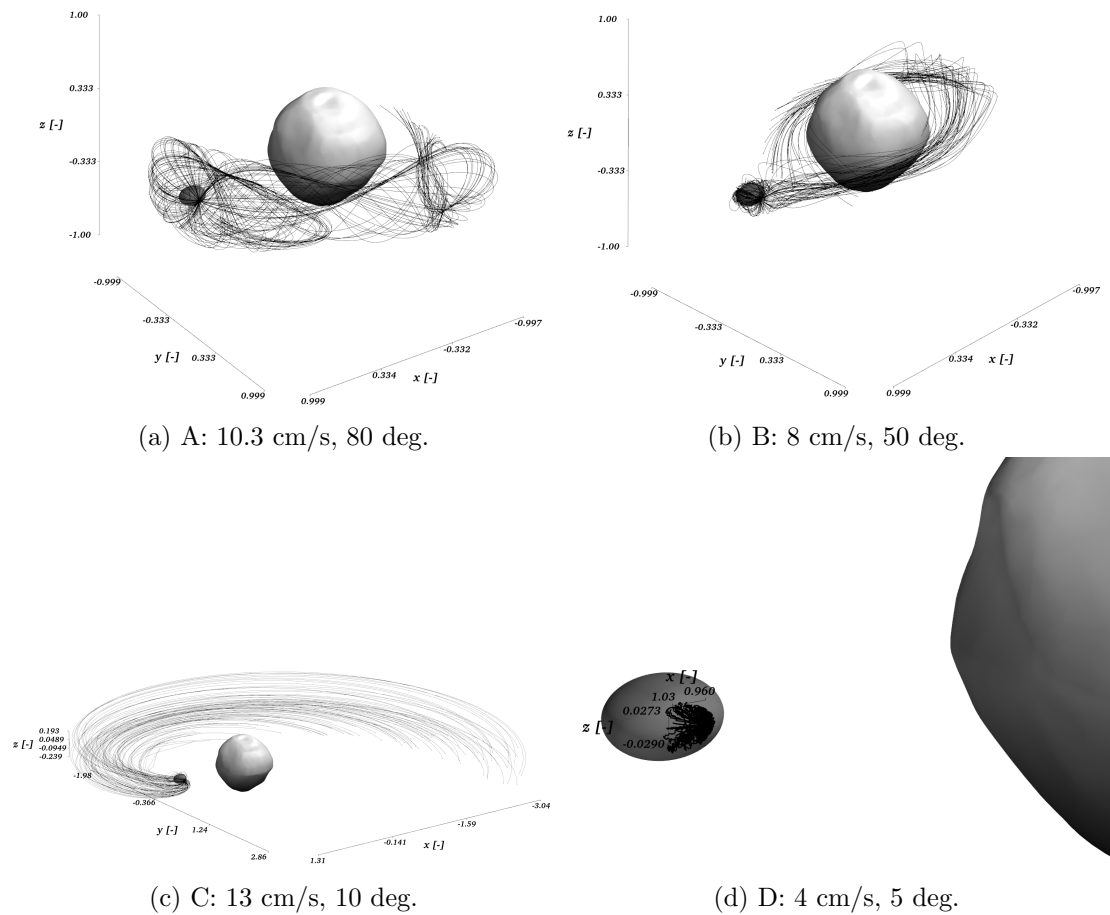 1.00
0.333
z [-]
-0.333
-1.00
-0.999
-0.333
y [-] 0.333
0.999
0.999
0.334 x [-]
-0.332
-0.997
(a) A: 10.3 cm/s, 80 deg.
1.00
0.333
z [-]
-0.333
-1.00
-0.999
-0.333
y [-] 0.333
0.999
0.999
0.334 x [-]
-0.332
-0.997
(b) B: 8 cm/s, 50 deg.
0.193
0.0489
z [-] -0.0949
-0.239
-1.98
-0.366
y [-] 1.24
2.86
1.31
-0.141 x [-]
-1.59
-3.04
(c) C: 13 cm/s, 10 deg.
x [-]
1.03 0.960
0.0273
z [-]
-0.0290
(d) D: 4 cm/s, 5 deg.